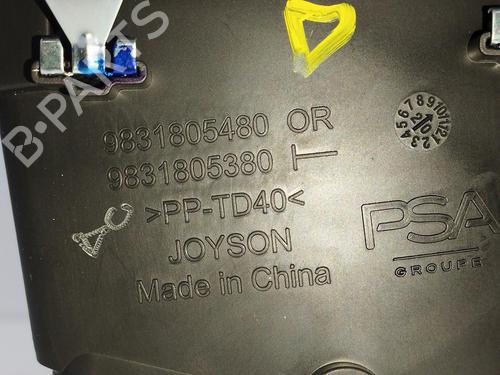 B-PARTS
D
9831805480 OR
9831805380 T
>PP-TD40<
JOYSON
Made in China
PSA
GROUPE